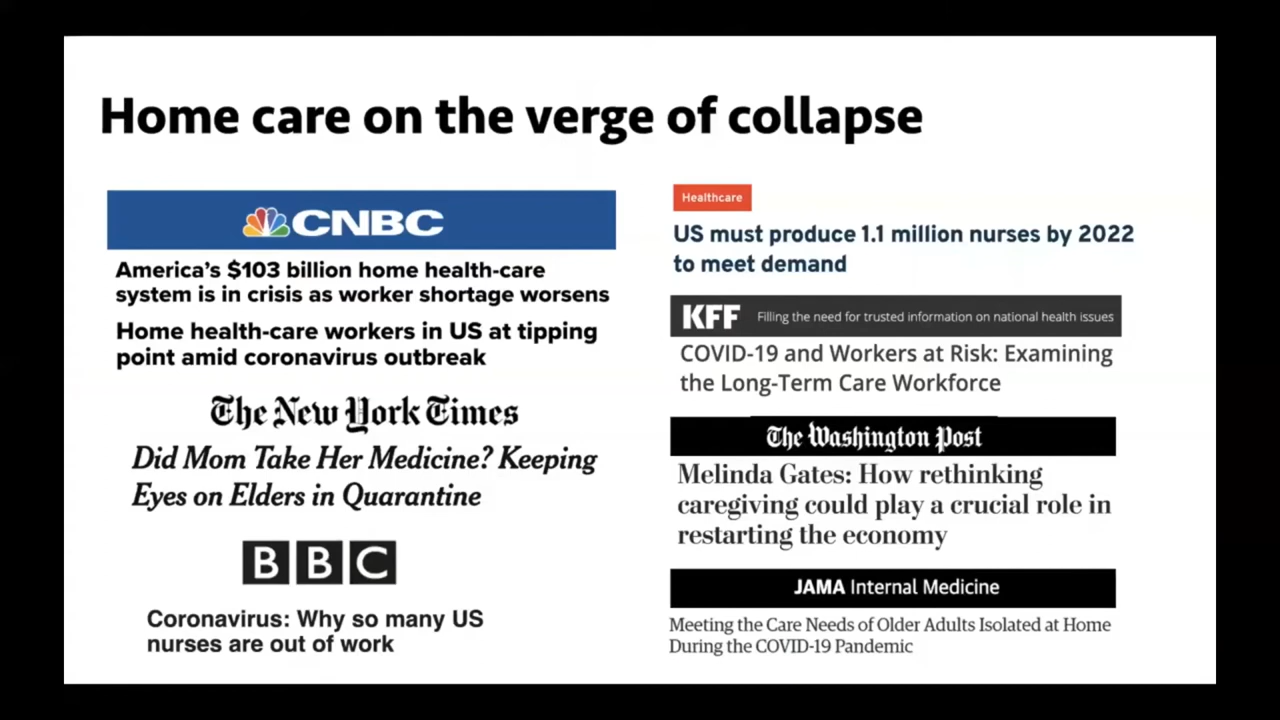 Home care on the verge of collapse
CNBC
America's $103 billion home health-care
system is in crisis as worker shortage worsens
Home health-care workers in US at tipping
point amid coronavirus outbreak
The New York Times
Did Mom Take Her Medicine? Keeping
Eyes on Elders in Quarantine
BBC
Coronavirus: Why so many US
nurses are out of work
Healthcare
US must produce 1.1 million nurses by 2022
to meet demand
KFF Filling the need for trusted information on national health issues
COVID-19 and Workers at Risk: Examining
the Long-Term Care Workforce
The Washington Post
Melinda Gates: How rethinking
caregiving could play a crucial role in
restarting the economy
JAMA Internal Medicine
Meeting the Care Needs of Older Adults Isolated at Home
During the COVID-19 Pandemic